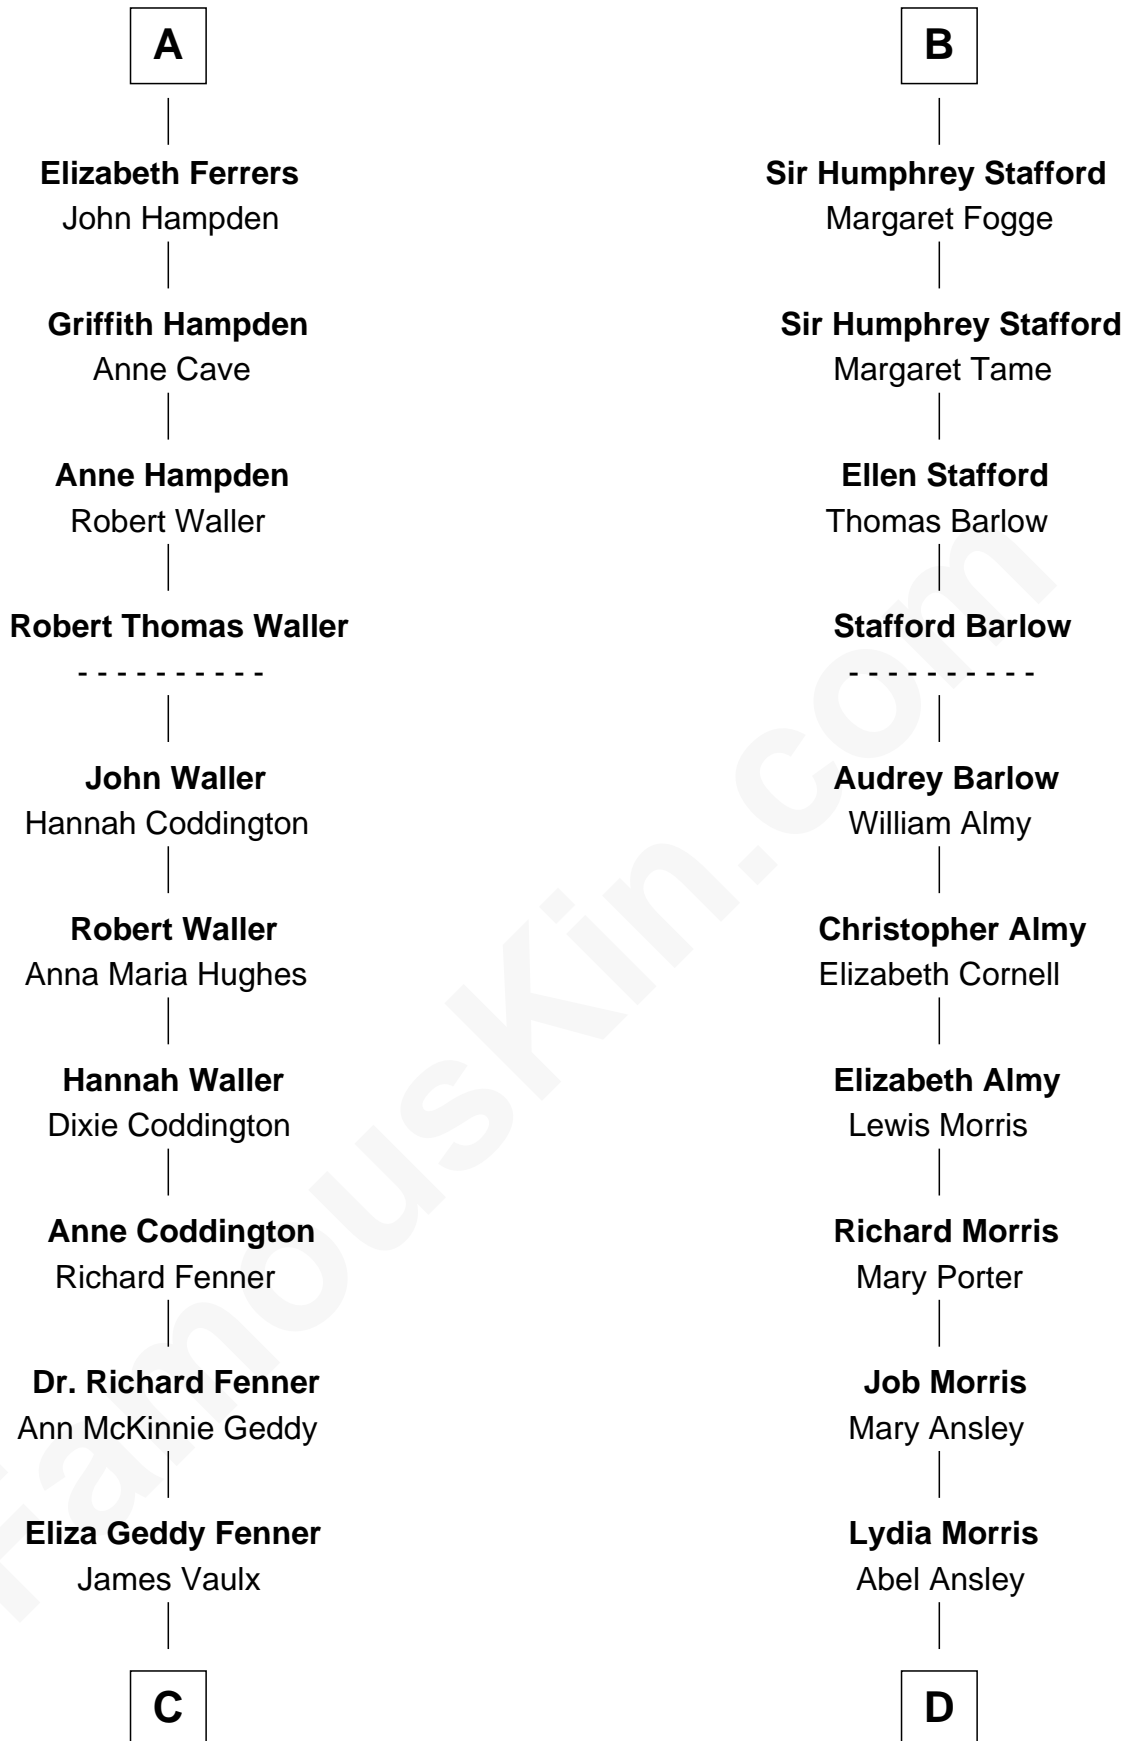 A
Elizabeth Ferrers
John Hampden
Griffith Hampden
Anne Cave
Anne Hampden
Robert Waller
Robert Thomas Waller
- - - - - - - - - -
John Waller
Hannah Coddington
Robert Waller
Anna Maria Hughes
Hannah Waller
Dixie Coddington
Anne Coddington
Richard Fenner
Dr. Richard Fenner
Ann McKinnie Geddy
Eliza Geddy Fenner
James Vaulx
C
B
Sir Humphrey Stafford
Margaret Fogge
Sir Humphrey Stafford
Margaret Tame
Ellen Stafford
Thomas Barlow
Stafford Barlow
- - - - - - - - - -
Audrey Barlow
William Almy
Christopher Almy
Elizabeth Cornell
Elizabeth Almy
Lewis Morris
Richard Morris
Mary Porter
Job Morris
Mary Ansley
Lydia Morris
Abel Ansley
D
FamousKin.com